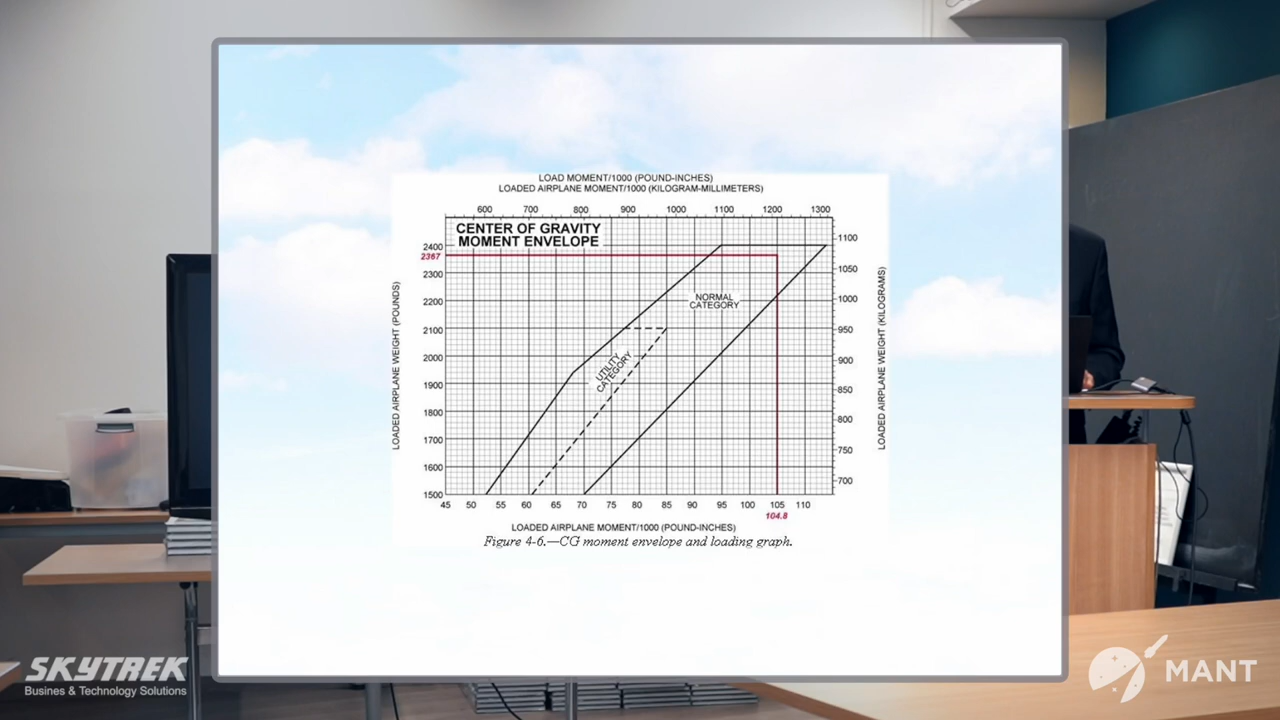 LOAD MOMENT/1000 (POUND-INCHES)
LOADED AIRPLANE MOMENT/1000 (KILOGRAM-MILLIMETERS)
600 700 800 900 1000 1100 1200 1300
CENTER OF GRAVITY
MOMENT ENVELOPE
LOADED AIRPLANE WEIGHT (POUNDS)
2400
2367
2300
2200
2100
2000
1900
1800
1700
1600
1500
NORMAL
CATEGORY
UTILITY
CATEGORY
1100
1050
1000
950
900
850
800
750
700
LOADED AIRPLANE WEIGHT (KILOGRAMS)
45 50 55 60 65 70 75 80 85 90 95 100 105 110
104.8
LOADED AIRPLANE MOMENT/1000 (POUND-INCHES)
Figure 4-6.—CG moment envelope and loading graph.
SKYTREK
Busines & Technology Solutions
MANT